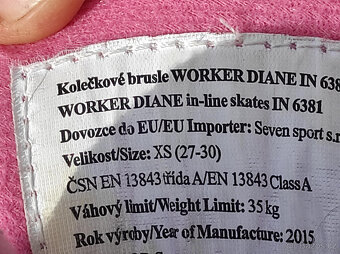 Kolečkové brusle WORKER DIANE IN 638
WORKER DIANE in-line skates IN 6381
Dovozce do EU/EU Importer: Seven sport s.r
Velikost/Size: XS (27-30)
ČSN EN 13843 třída A/EN 13843 Class A
Váhový limit/Weight Limit: 35 kg
Rok výroby/Year of Manufacture: 2015